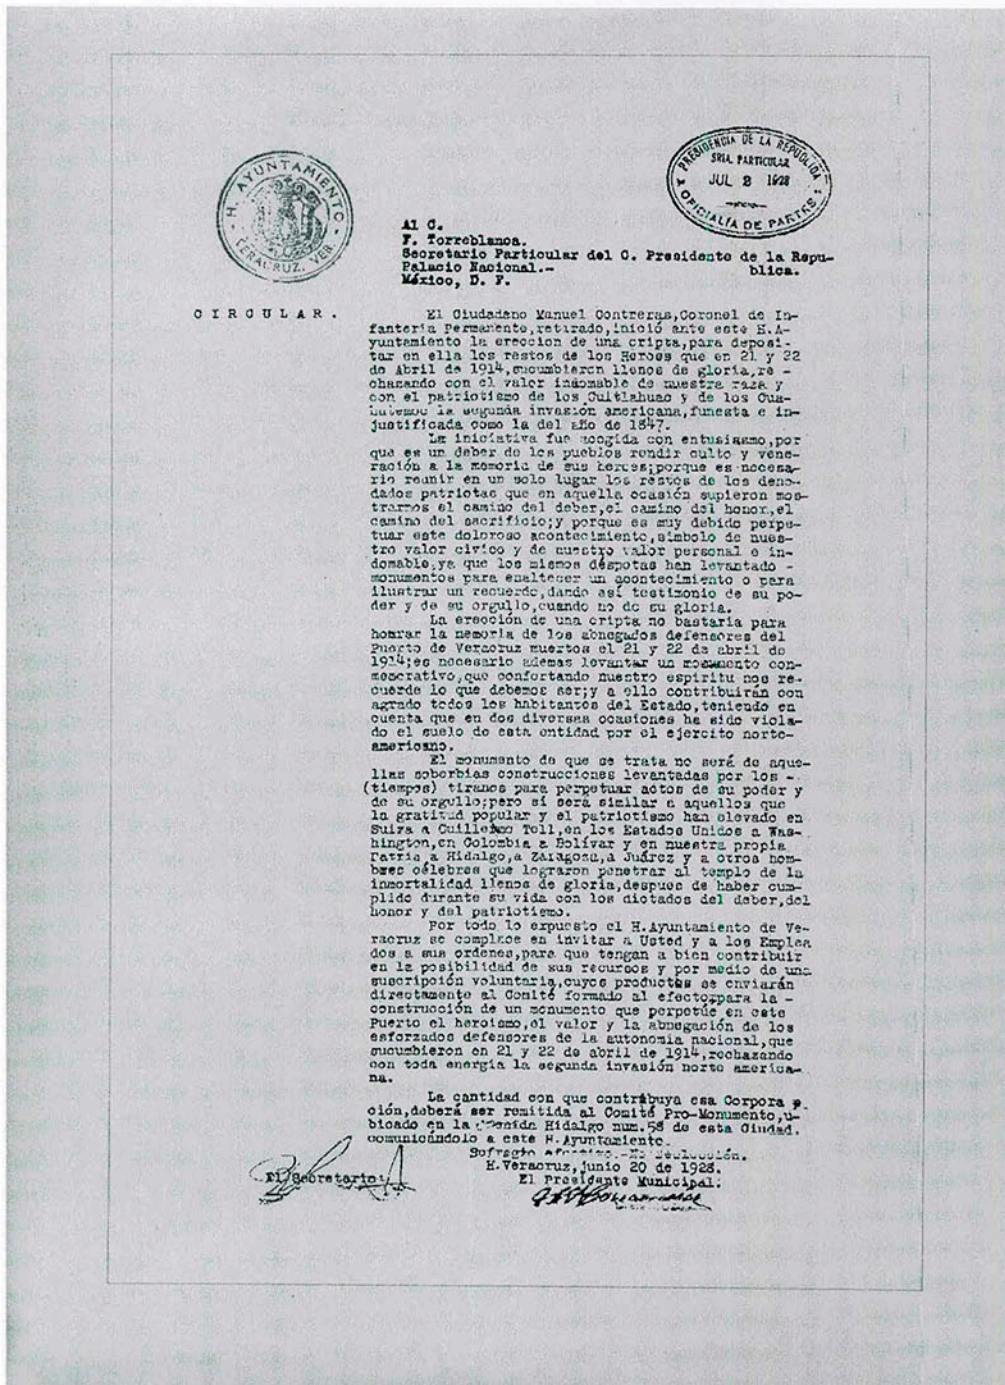 H. AYUNTAMIENTO
VERACRUZ, VER.
PRESIDENCIA DE LA REPUBLICA
SRIA. PARTICULAR
JUL 2 1928
OFICIALIA DE PARTES
Al C.
F. Torreblanca.
Secretario Particular del C. Presidente de la Repu-
Palacio Nacional.- blica.
México, D. F.
CIRCULAR.
El Ciudadano Manuel Contreras,Coronel de In-
fantería Permanente,retirado,inició ante este H.A-
yuntamiento la ereccion de una cripta,para deposi-
tar en ella los restos de los Heroes que en 21 y 22
de Abril de 1914,sucumbieron llenos de gloria,re -
chazando con el valor indomable de nuestra raza y
con el patriotismo de los Cuitlahuac y de los Cua-
utemoc la segunda invasión americana,funesta e in-
justificada como la del año de 1847.
La iniciativa fue acogida con entusiasmo,por
que es un deber de los pueblos rendir culto y vene-
ración a la memoria de sus heroes;porque es necesa-
rio reunir en un solo lugar los restos de los deno-
dados patriotas que en aquella ocasión supieron mos-
trarnos el camino del deber,el camino del honor,el
camino del sacrificio;y porque es muy debido perpe-
tuar este doloroso acontecimiento,símbolo de nues-
tro valor cívico y de nuestro valor personal e in-
domable,ya que los mismos déspotas han levantado -
monumentos para enaltecer un acontecimiento o para
ilustrar un recuerdo,dando así testimonio de su po-
der y de su orgullo,cuando no de su gloria.
La erección de una cripta no bastaría para
honrar la memoria de los abnegados defensores del
Puerto de Veracruz muertos el 21 y 22 de abril de
1914;es necesario ademas levantar un monumento con-
memorativo,que confortando nuestro espiritu nos re-
cuerde lo que debemos ser;y a ello contribuirán con
agrado todos los habitantes del Estado,teniendo en
cuenta que en dos diversas ocasiones ha sido viola-
do el suelo de esta entidad por el ejercito norte-
americano.
El monumento de que se trata no será de aque-
llas soberbias construcciones levantadas por los -
(tiempos) tiranos para perpetuar actos de su poder y
de su orgullo;pero sí será similar a aquellos que
la gratitud popular y el patriotismo han elevado en
Suiza a Guillermo Tell,en los Estados Unidos a Was-
hington,en Colombia a Bolívar y en nuestra propia
Patria a Hidalgo,a Zaragoza,a Juárez y a otros hom-
bres célebres que lograron penetrar al templo de la
inmortalidad llenos de gloria,despues de haber cum-
plido durante su vida con los dictados del deber,del
honor y del patriotismo.
Por todo lo expuesto el H.Ayuntamiento de Ve-
racruz se complace en invitar a Usted y a los Emplea
dos a sus ordenes,para que tengan a bien contribuir
en la posibilidad de sus recursos y por medio de una
suscripción voluntaria,cuyos productos se enviarán
directamente al Comité formado al efecto;para la -
construcción de un monumento que perpetúe en este
Puerto el heroismo,el valor y la abnegación de los
esforzados defensores de la autonomia nacional,que
sucumbieron en 21 y 22 de abril de 1914,rechazando
con toda energía la segunda invasión norte america-
na.
La cantidad con que contribuya esa Corpora
ción,deberá ser remitida al Comité Pro-Monumento,u-
bicado en la Avenida Hidalgo num.58 de esta Ciudad.
comunicándolo a este H.Ayuntamiento.
Sufragio efectivo.-No reelección.
H.Veracruz,junio 20 de 1928.
El Secretario.
El Presidente Municipal.